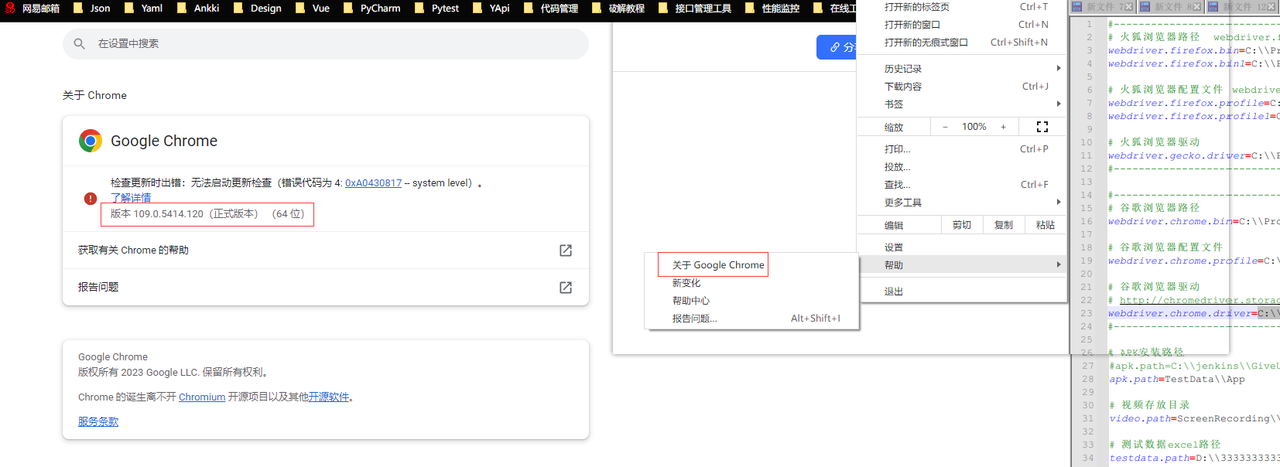 网易邮箱 Json Yaml Ankki Design Vue PyCharm Pytest YApi 代码管理 破解教程 接口管理工具 性能监控 在线工
在设置中搜索
关于 Chrome
Google Chrome
检查更新时出错：无法启动更新检查（错误代码为 4: 0xA0430817 -- system level）。
了解详情
版本 109.0.5414.120（正式版本） （64 位）
获取有关 Chrome 的帮助
报告问题
Google Chrome
版权所有 2023 Google LLC. 保留所有权利。
Chrome 的诞生离不开 Chromium 开源项目以及其他开源软件。
服务条款
分
打开新的标签页 Ctrl+T
打开新的窗口 Ctrl+N
打开新的无痕式窗口 Ctrl+Shift+N
历史记录
下载内容 Ctrl+J
书签
缩放 − 100% +
打印... Ctrl+P
投放...
查找... Ctrl+F
更多工具
编辑 剪切 复制 粘贴
设置
帮助
退出
关于 Google Chrome
新变化
帮助中心
报告问题... Alt+Shift+I
新文件 7 新文件 8 新文件 12
1 #----------------------
2 # 火狐浏览器路径 webdriver.f
3 webdriver.firefox.bin=C:\\Pr
4 webdriver.firefox.bin1=C:\\P
5
6 # 火狐浏览器配置文件 webdrive
7 webdriver.firefox.profile=C:
8 webdriver.firefox.profile1=C
9
10 # 火狐浏览器驱动
11 webdriver.gecko.driver=C:\\P
12 #----------------------
13
14 #----------------------
15 # 谷歌浏览器路径
16 webdriver.chrome.bin=C:\\Pro
17
18 # 谷歌浏览器配置文件
19 webdriver.chrome.profile=C:\
20
21 # 谷歌浏览器驱动
22 # http://chromedriver.storag
23 webdriver.chrome.driver=C:\\
24 #----------------------
25
26 # APK安装路径
27 #apk.path=C:\\jenkins\\GiveU
28 apk.path=TestData\\App
29
30 # 视频存放目录
31 video.path=ScreenRecording\\
32
33 # 测试数据excel路径
34 testdata.path=D:\\3333333333